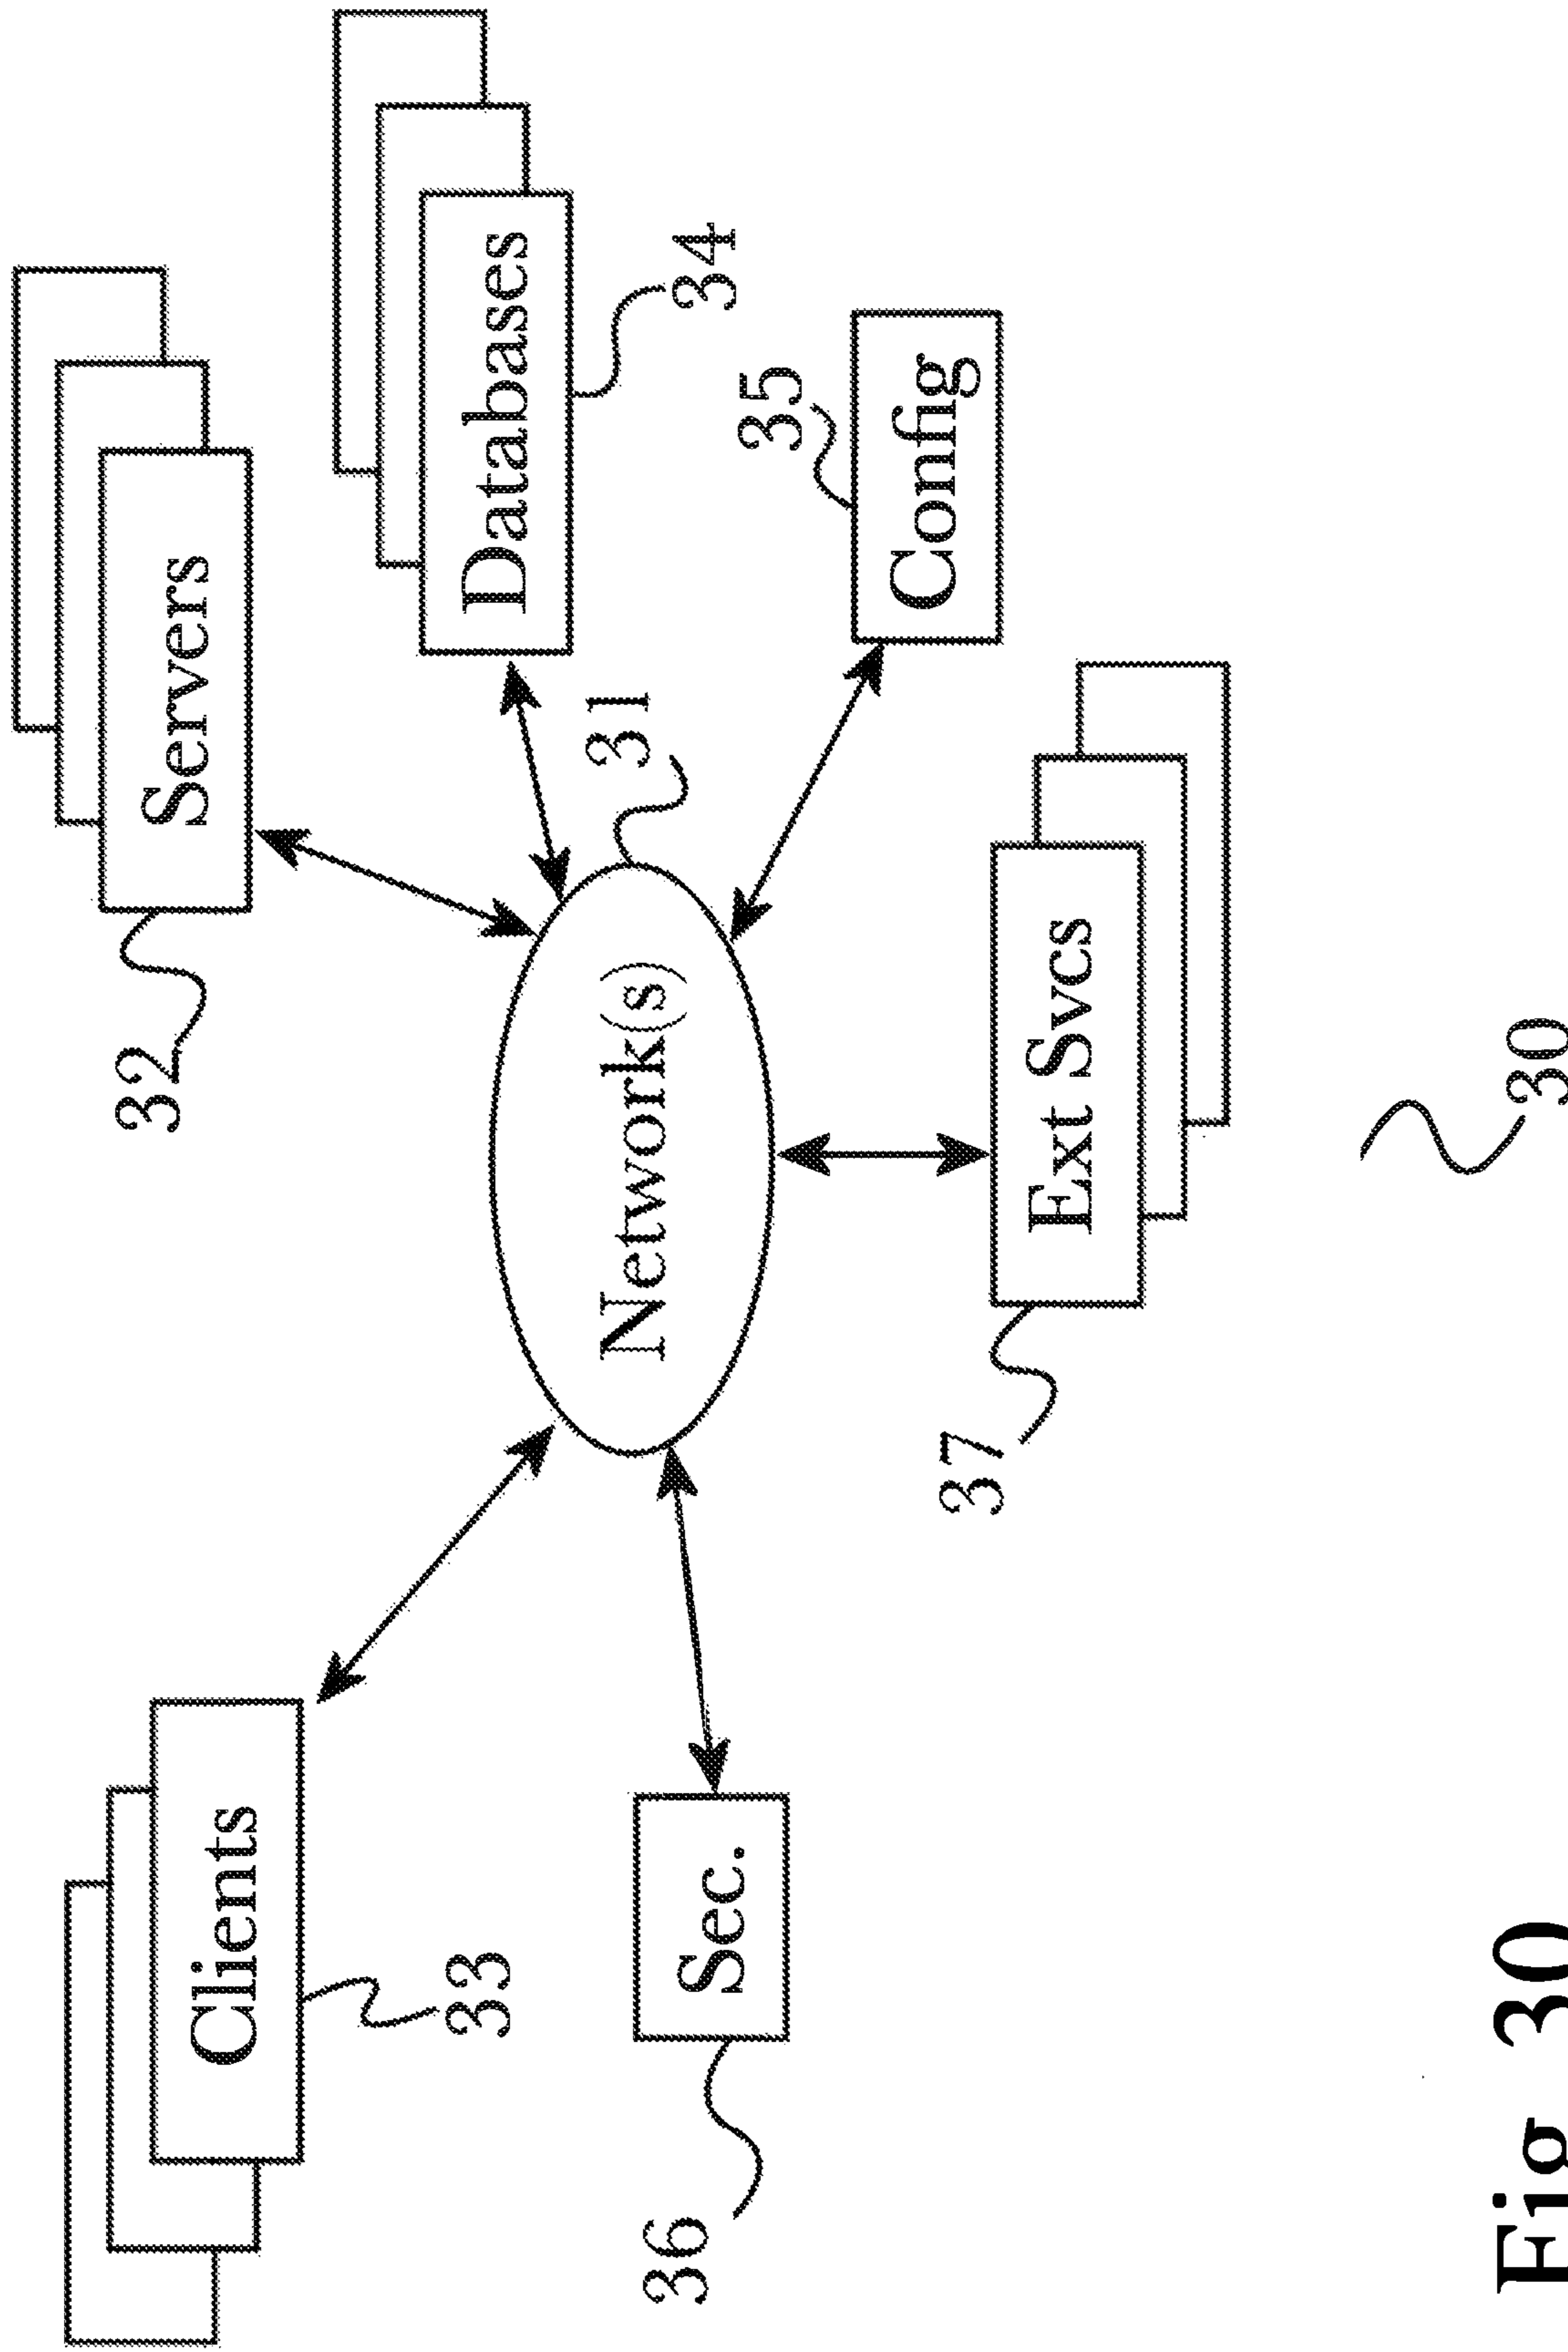 Servers
32
Clients
33
Databases
34
Network(s)
31
Sec.
36
35
Config
Ext Svcs
37
30
Fig. 30